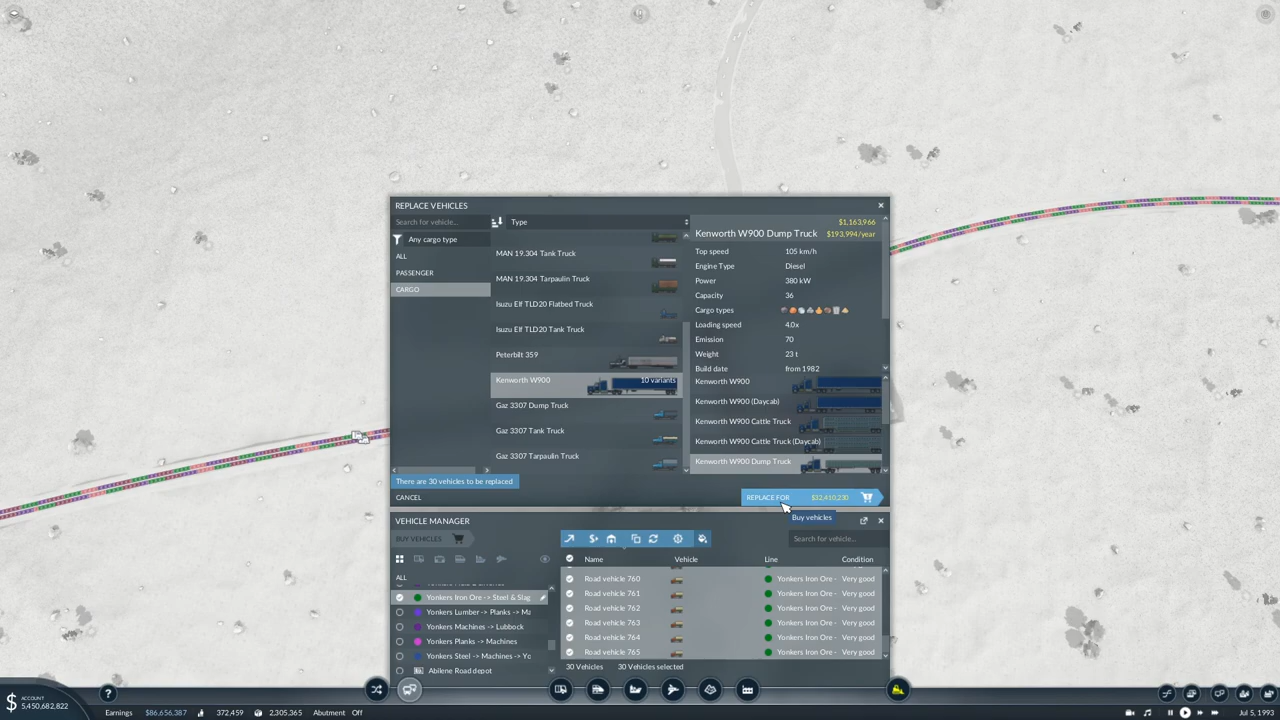 REPLACE VEHICLES
Search for vehicle...
Type
Any cargo type
ALL
PASSENGER
CARGO
MAN 19.304 Tank Truck
MAN 19.304 Tarpaulin Truck
Isuzu Elf TLD20 Flatbed Truck
Isuzu Elf TLD20 Tank Truck
Peterbilt 359
Kenworth W900
10 variants
Gaz 3307 Dump Truck
Gaz 3307 Tank Truck
Gaz 3307 Tarpaulin Truck
$1,163,966
Kenworth W900 Dump Truck $193,994/year
Top speed 105 km/h
Engine Type Diesel
Power 380 kW
Capacity 36
Cargo types
Loading speed 4.0x
Emission 70
Weight 23 t
Build date from 1982
Kenworth W900
Kenworth W900 (Daycab)
Kenworth W900 Cattle Truck
Kenworth W900 Cattle Truck (Daycab)
Kenworth W900 Dump Truck
There are 30 vehicles to be replaced
CANCEL
REPLACE FOR $32,410,230
Buy vehicles
VEHICLE MANAGER
BUY VEHICLES
Search for vehicle...
ALL
Yonkers Iron Ore -> Steel & Slag
Yonkers Lumber -> Planks -> Ma
Yonkers Machines -> Lubbock
Yonkers Planks -> Machines
Yonkers Steel -> Machines -> Yc
Abilene Road depot
Name Vehicle Line Condition
Road vehicle 760 Yonkers Iron Ore - Very good
Road vehicle 761 Yonkers Iron Ore - Very good
Road vehicle 762 Yonkers Iron Ore - Very good
Road vehicle 763 Yonkers Iron Ore - Very good
Road vehicle 764 Yonkers Iron Ore - Very good
Road vehicle 765 Yonkers Iron Ore - Very good
30 Vehicles 30 Vehicles selected
$ ACCOUNT
5,450,682,822
?
Earnings $86,656,387 372,459 2,305,365 Abutment Off
Jul 5, 1993